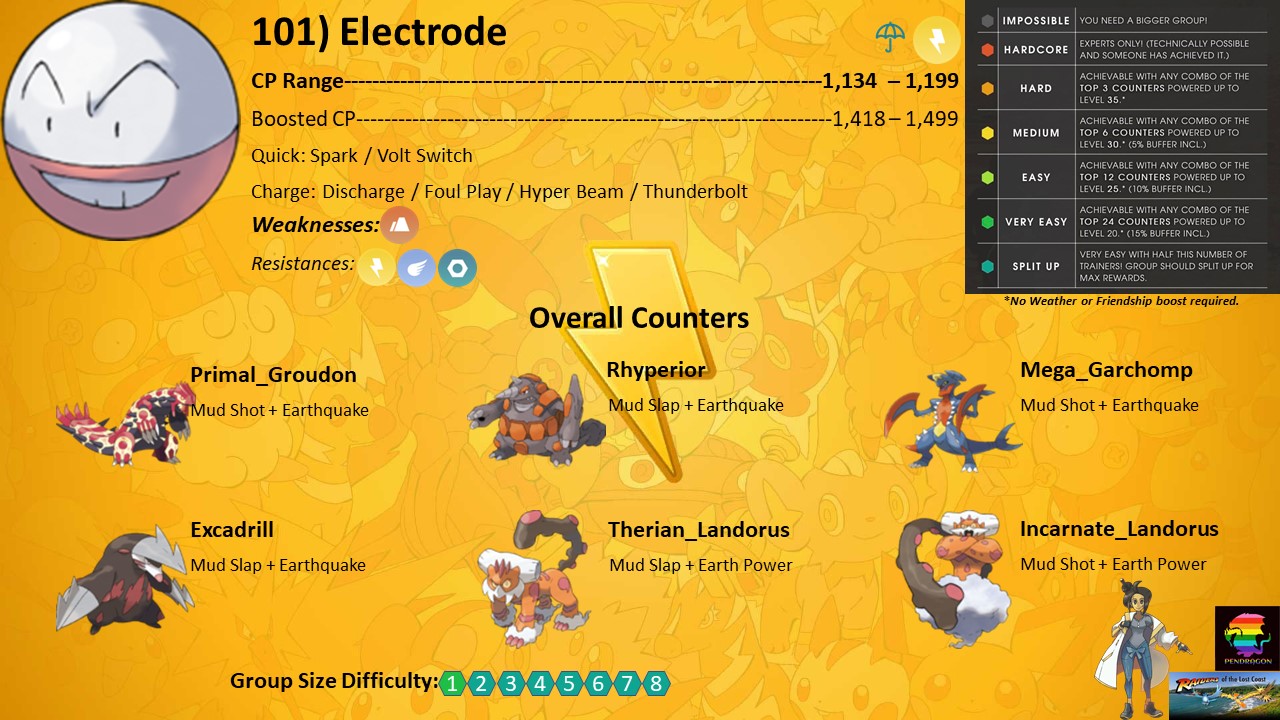 101) Electrode
CP Range--------------------------------------------------------------------1,134 – 1,199
Boosted CP--------------------------------------------------------------------1,418 – 1,499
Quick: Spark / Volt Switch
Charge: Discharge / Foul Play / Hyper Beam / Thunderbolt
Weaknesses:
Resistances:
IMPOSSIBLE YOU NEED A BIGGER GROUP!
HARDCORE EXPERTS ONLY! (TECHNICALLY POSSIBLE
AND SOMEONE HAS ACHIEVED IT.)
HARD ACHIEVABLE WITH ANY COMBO OF THE
TOP 3 COUNTERS POWERED UP TO
LEVEL 35.*
MEDIUM ACHIEVABLE WITH ANY COMBO OF THE
TOP 6 COUNTERS POWERED UP TO
LEVEL 30.* (5% BUFFER INCL.)
EASY ACHIEVABLE WITH ANY COMBO OF THE
TOP 12 COUNTERS POWERED UP TO
LEVEL 25.* (10% BUFFER INCL.)
VERY EASY ACHIEVABLE WITH ANY COMBO OF THE
TOP 24 COUNTERS POWERED UP TO
LEVEL 20.* (15% BUFFER INCL.)
SPLIT UP VERY EASY WITH HALF THIS NUMBER OF
TRAINERS! GROUP SHOULD SPLIT UP FOR
MAX REWARDS.
*No Weather or Friendship boost required.
Overall Counters
Primal_Groudon
Mud Shot + Earthquake
Rhyperior
Mud Slap + Earthquake
Mega_Garchomp
Mud Shot + Earthquake
Excadrill
Mud Slap + Earthquake
Therian_Landorus
Mud Slap + Earth Power
Incarnate_Landorus
Mud Shot + Earth Power
Group Size Difficulty: 1 2 3 4 5 6 7 8
PENDRAGON
RAIDERS of the Lost Coast